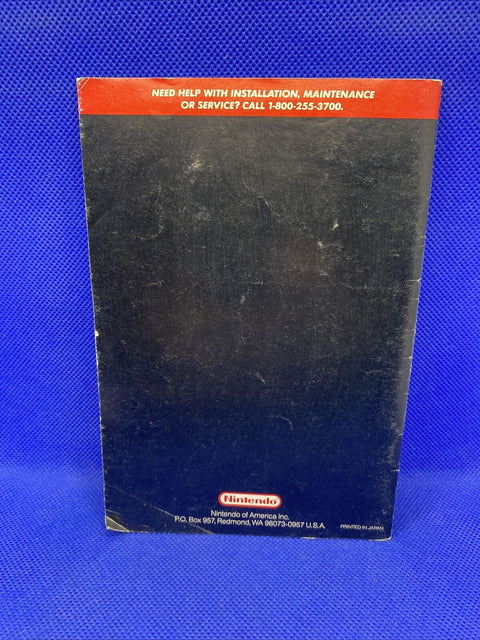 NEED HELP WITH INSTALLATION, MAINTENANCE
OR SERVICE? CALL 1-800-255-3700.
Nintendo
Nintendo of America Inc.
P.O. Box 957, Redmond, WA 98073-0957 U.S.A.
PRINTED IN JAPAN